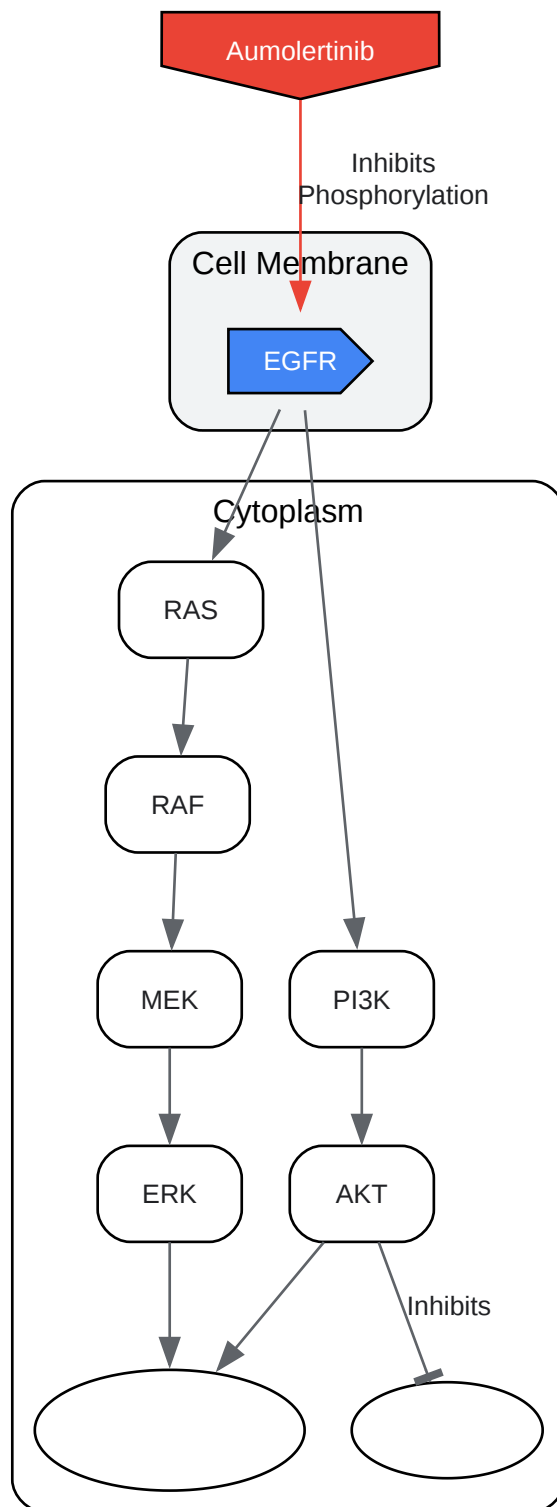 Aumolertinib
Inhibits
Phosphorylation
Cell Membrane
EGFR
Cytoplasm
RAS
RAF
MEK
PI3K
ERK
AKT
Inhibits